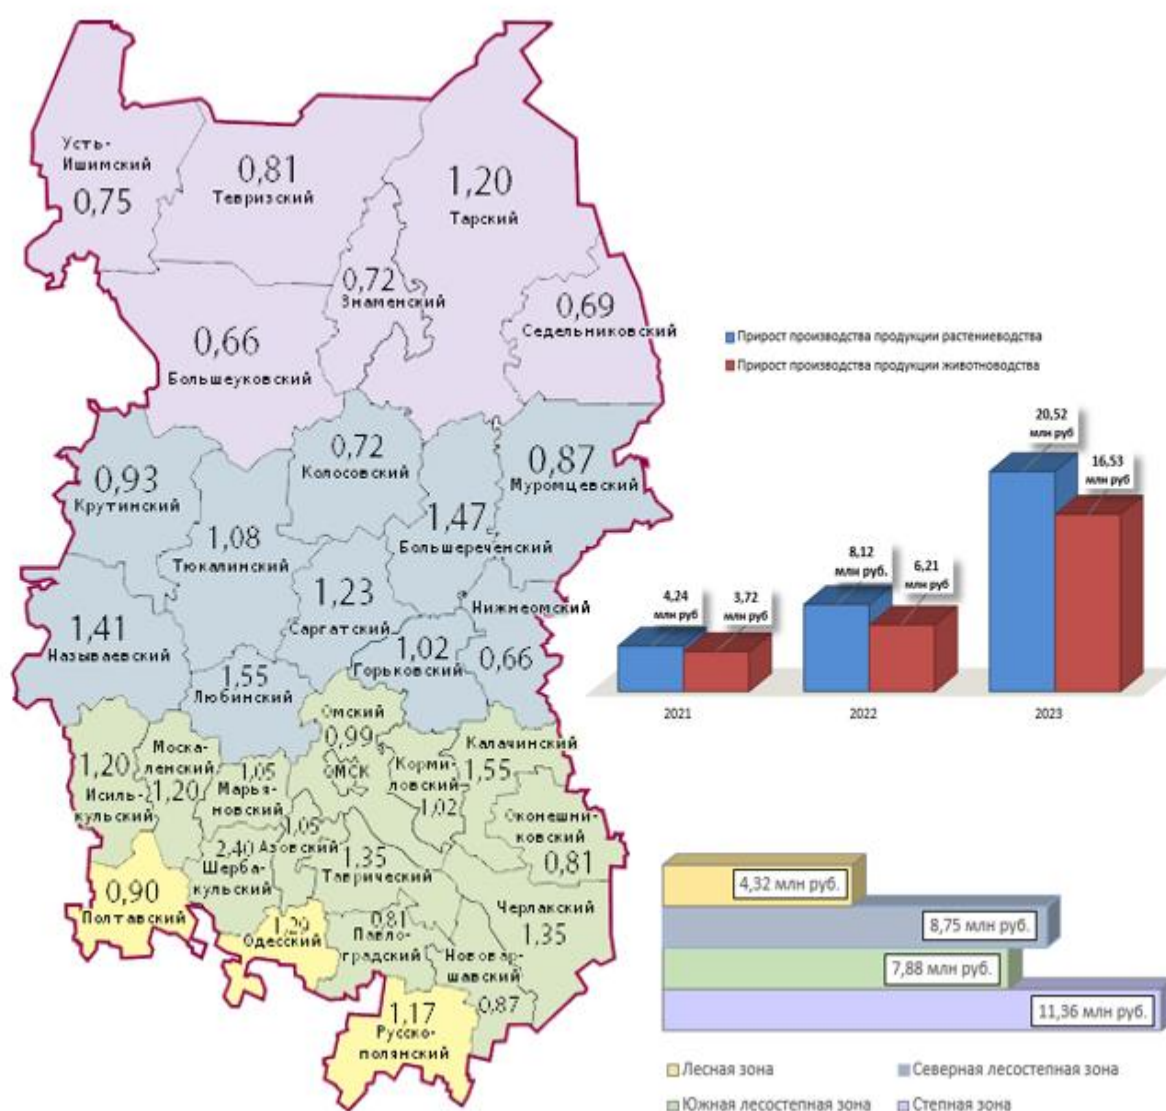 Усть-
Ишимский
0,75
0,81
Тевризский
1,20
Тарский
0,72
Знаменский
0,69
Седельниковский
0,66
Большеуковский
0,93
Крутинский
0,72
Колосовский
0,87
Муромцевский
1,08
Тюкалинский
1,47
Большереченский
1,23
Саргатский
Нижнеомский
0,66
1,41
Называевский
1,55
Любинский
1,02
Горьковский
Омский
0,99
ОМСК
1,20
Исиль-
кульский
Моска-
ленский
1,20
1,05
Марья-
новский
Корми-
ловский
1,02
Калачинский
1,55
Оконешни-
ковский
0,81
1,05
Азовский
2,40
Шерба-
кульский
1,35
Таврический
0,90
Полтавский
1,29
Одесский
0,81
Павло-
градский
Черлакский
1,35
Нововар-
шавский
0,87
1,17
Русско-
полянский
Прирост производства продукции растениеводства
Прирост производства продукции животноводства
4,24
млн руб
3,72
млн руб
8,12
млн руб.
6,21
млн руб
20,52
млн руб
16,53
млн руб
2021
2022
2023
4,32 млн руб.
8,75 млн руб.
7,88 млн руб.
11,36 млн руб.
Лесная зона
Северная лесостепная зона
Южная лесостепная зона
Степная зона